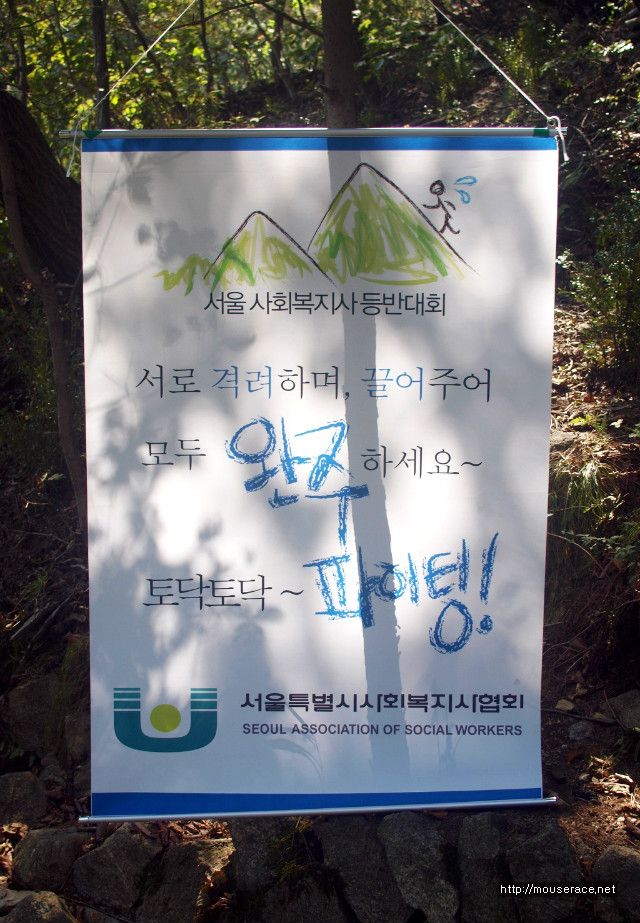 서울 사회복지사 등반대회
서로 격려하며, 끌어주어
모두 완주하세요~
토닥토닥~ 파이팅!
서울특별시사회복지사협회
SEOUL ASSOCIATION OF SOCIAL WORKERS
http://mouserace.net